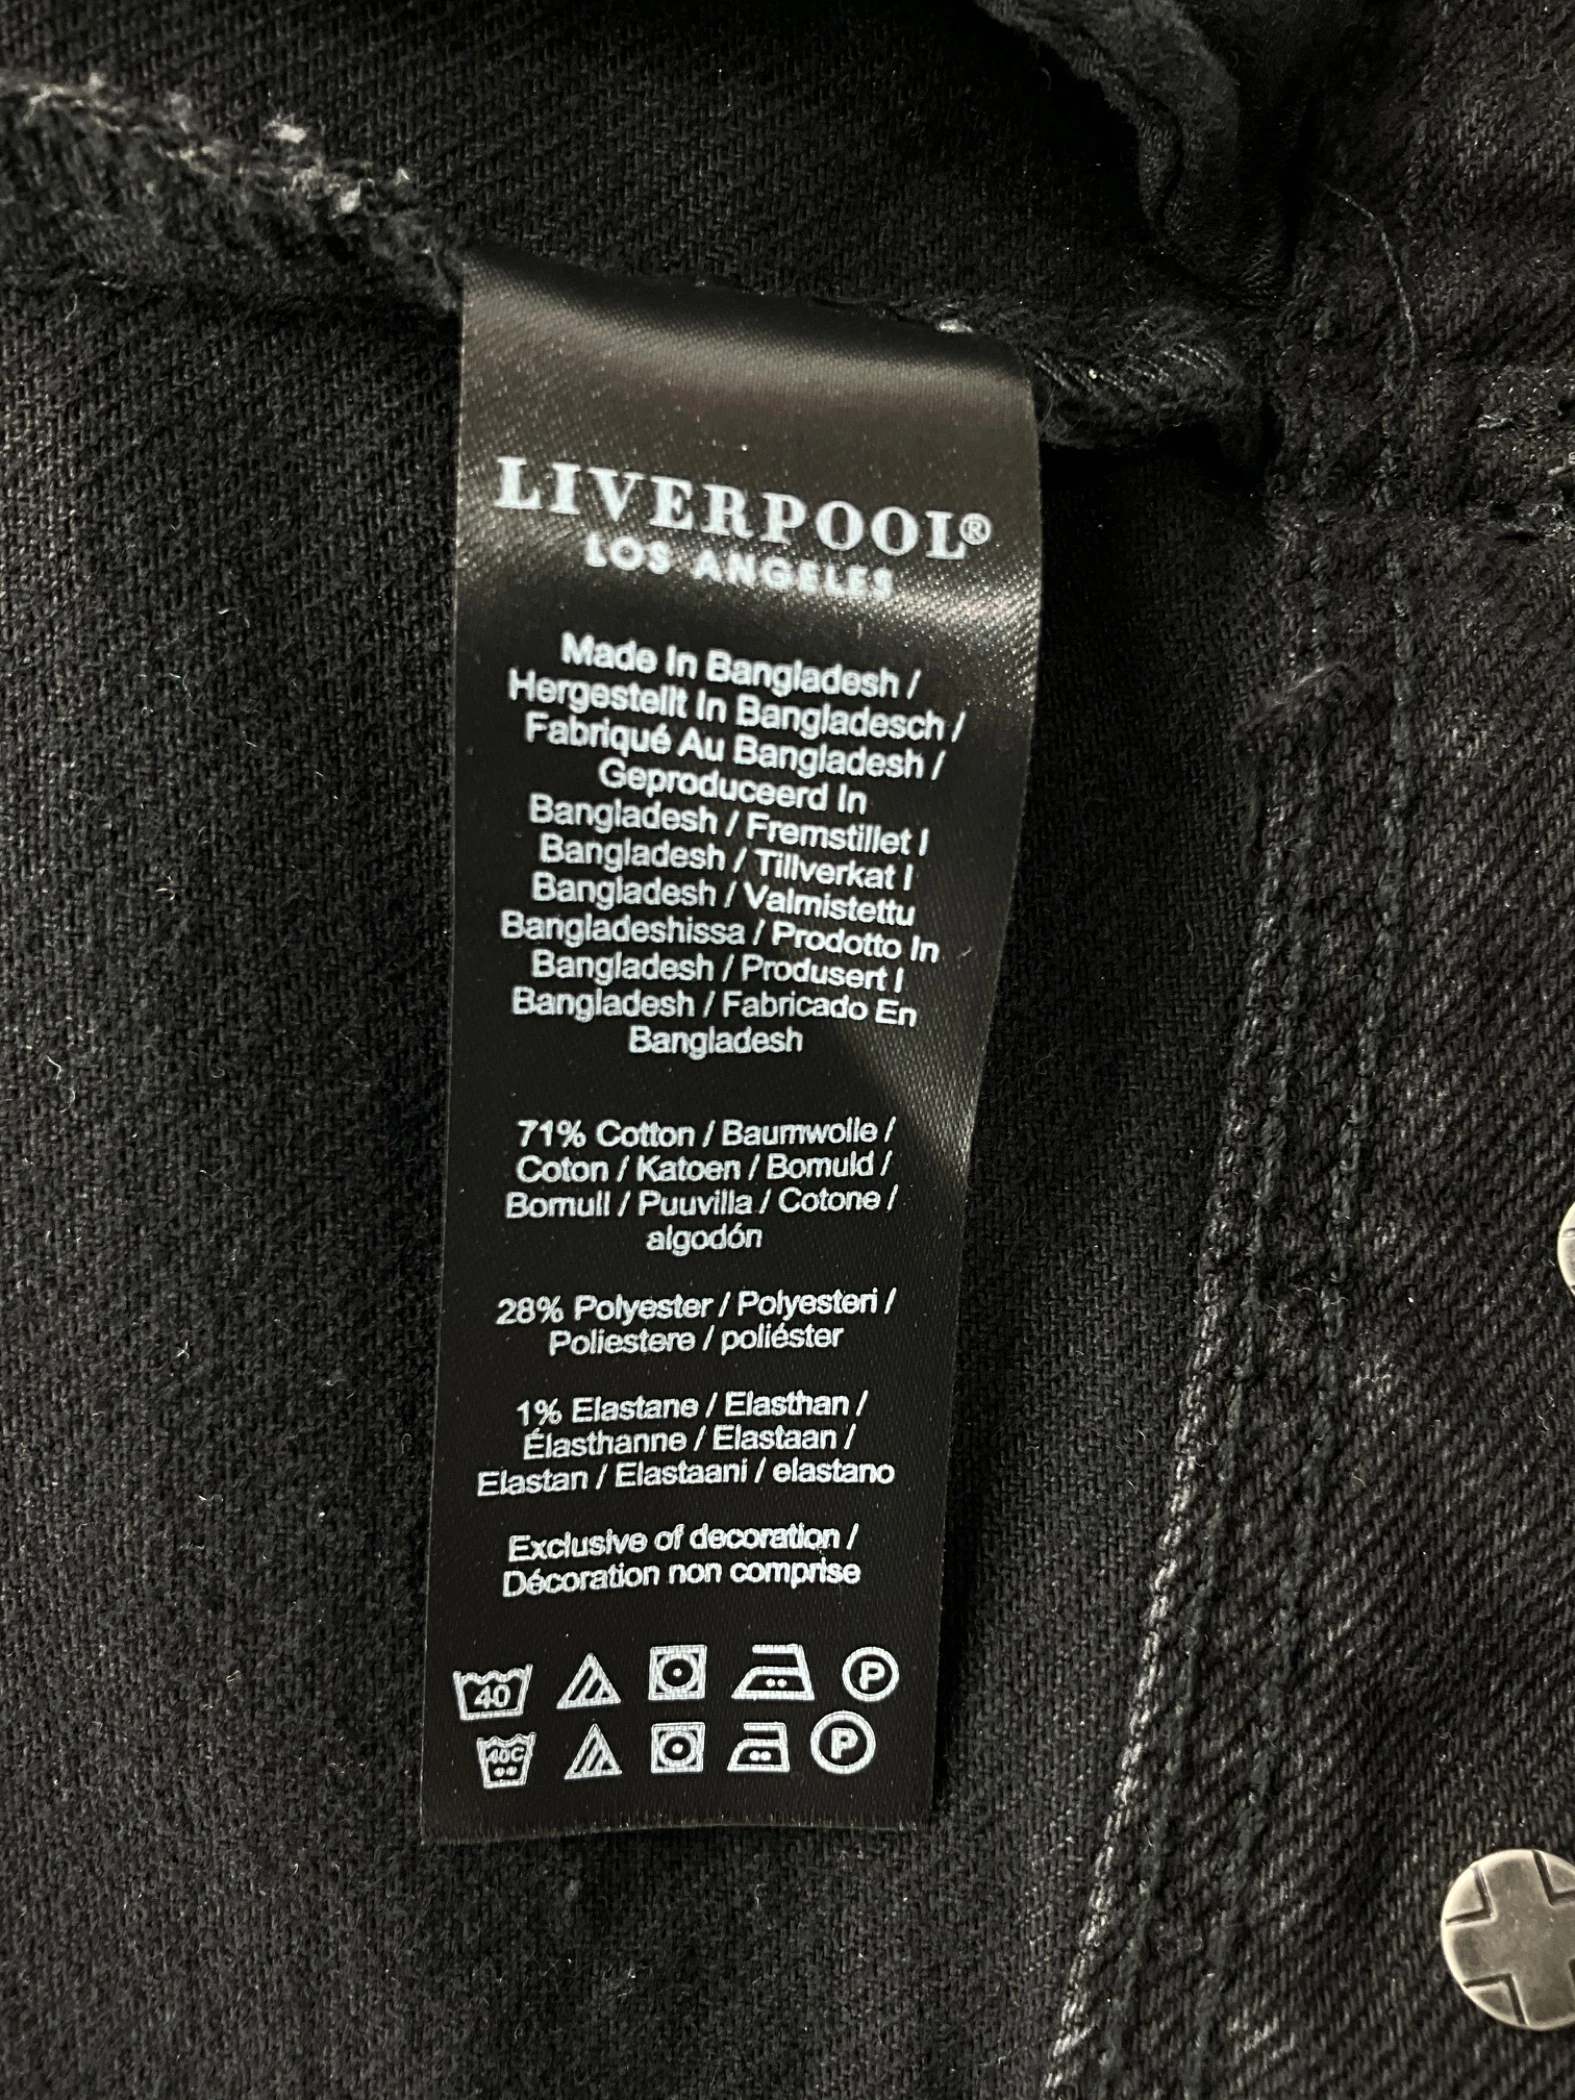 LIVERPOOL®
LOS ANGELES
Made In Bangladesh /
Hergestellt In Bangladesch /
Fabriqué Au Bangladesh /
Geproduceerd In
Bangladesh / Fremstillet I
Bangladesh / Tillverkat I
Bangladesh / Valmistettu
Bangladeshissa / Prodotto In
Bangladesh / Produsert I
Bangladesh / Fabricado En
Bangladesh
71% Cotton / Baumwolle /
Coton / Katoen / Bomuld /
Bomull / Puuvilla / Cotone /
algodón
28% Polyester / Polyesteri /
Poliestere / poliéster
1% Elastane / Elasthan /
Élasthanne / Elastaan /
Elastan / Elastaani / elastano
Exclusive of decoration /
Décoration non comprise
40 P
40C P